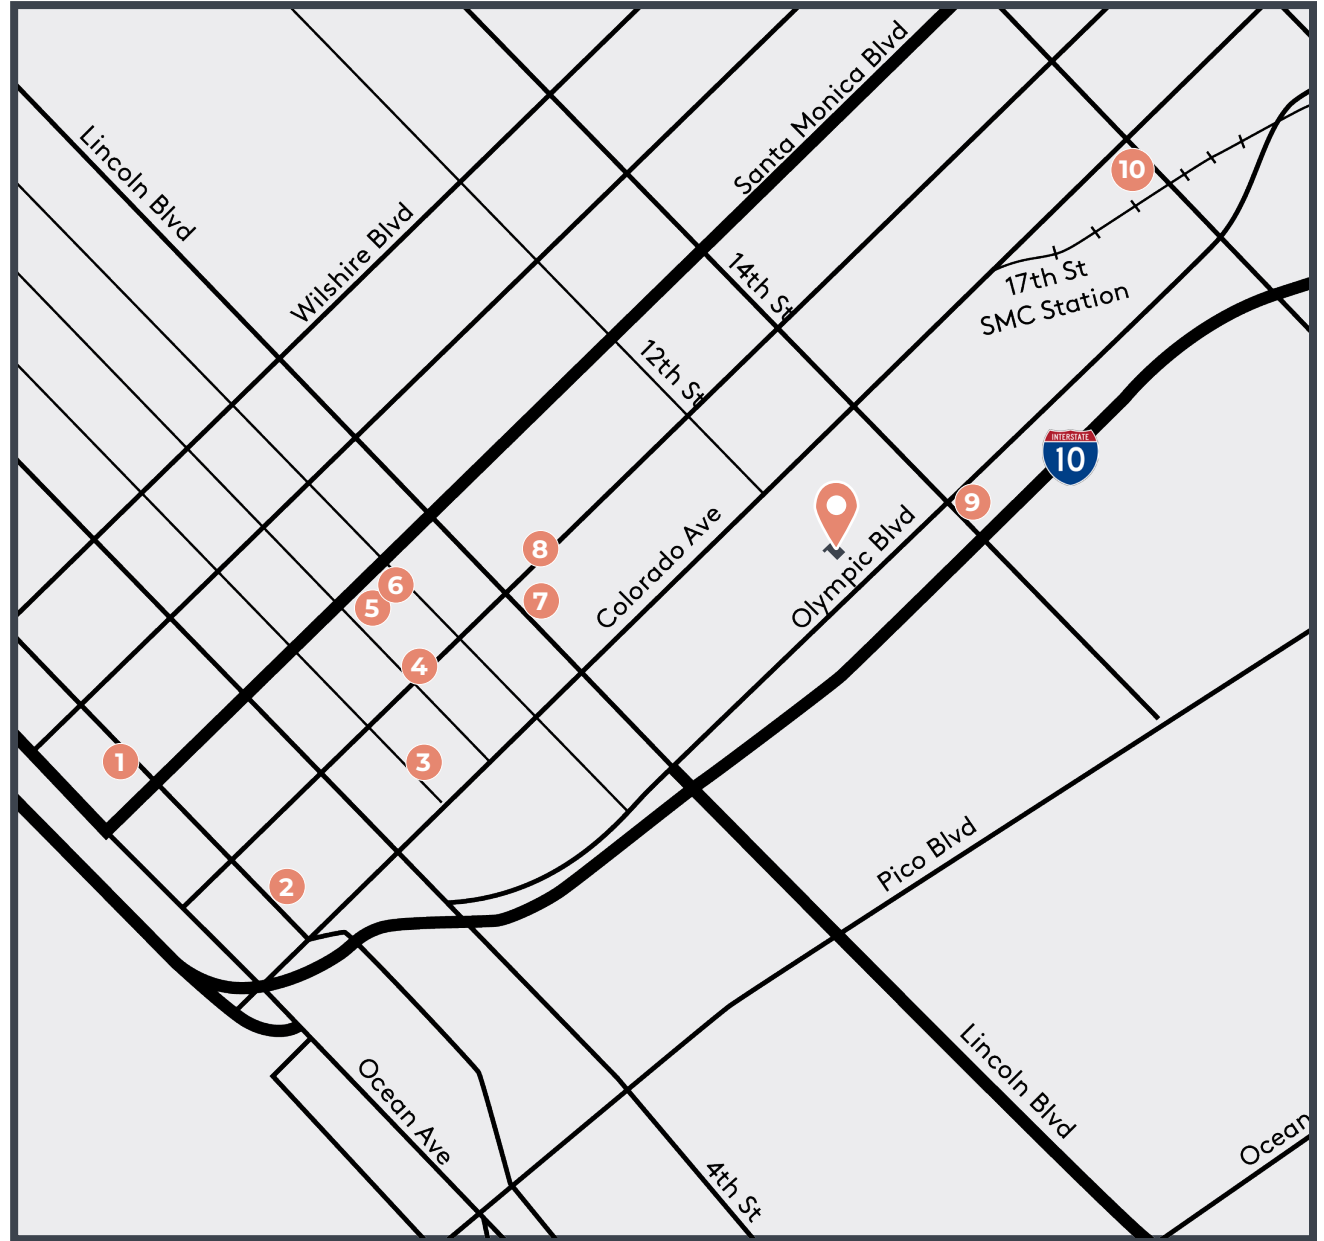 Santa Monica Blvd
Lincoln Blvd
10
Wilshire Blvd
14th St
17th St
SMC Station
12th St
INTERSTATE
10
9
Colorado Ave
Olympic Blvd
8
6
7
5
4
1
3
Pico Blvd
2
Lincoln Blvd
Ocean Ave
Ocean
4th St